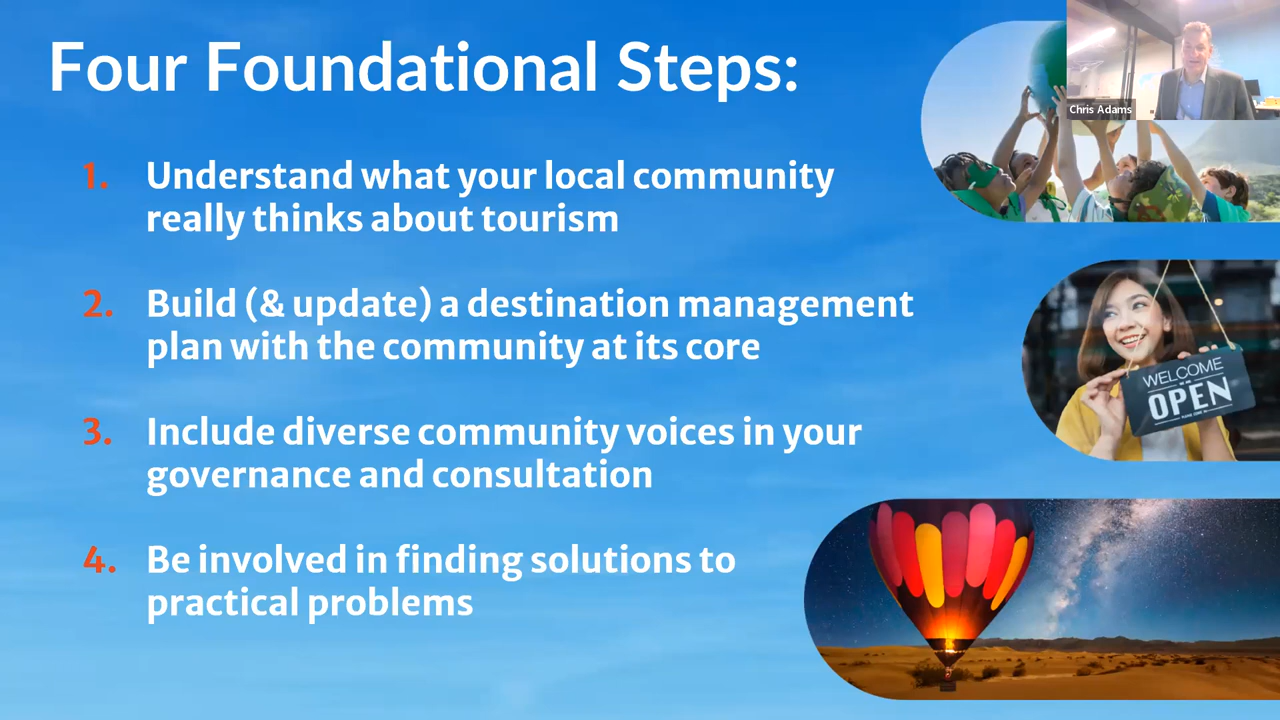 Four Foundational Steps:
Chris Adams
1. Understand what your local community
really thinks about tourism
2. Build (& update) a destination management
plan with the community at its core
WELCOME
OPEN
3. Include diverse community voices in your
governance and consultation
4. Be involved in finding solutions to
practical problems